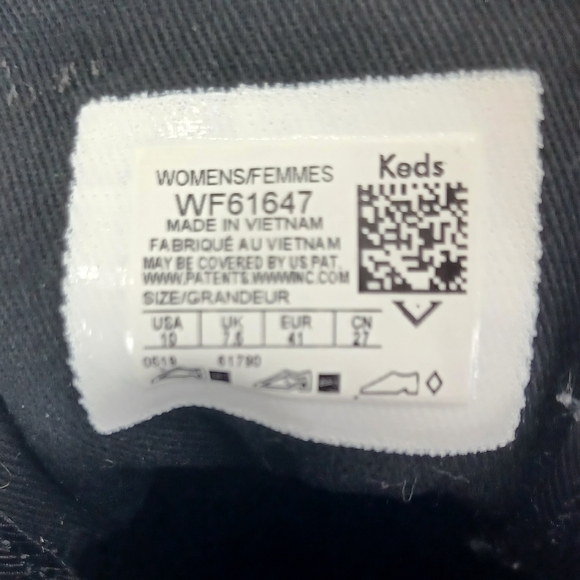 Keds
WOMENS/FEMMES
WF61647
MADE IN VIETNAM
FABRIQUÉ AU VIETNAM
MAY BE COVERED BY US PAT.
WWW.PATENTS.WWWINC.COM
SIZE/GRANDEUR
USA UK EUR CN
10 7.5 41 27
0519 61790